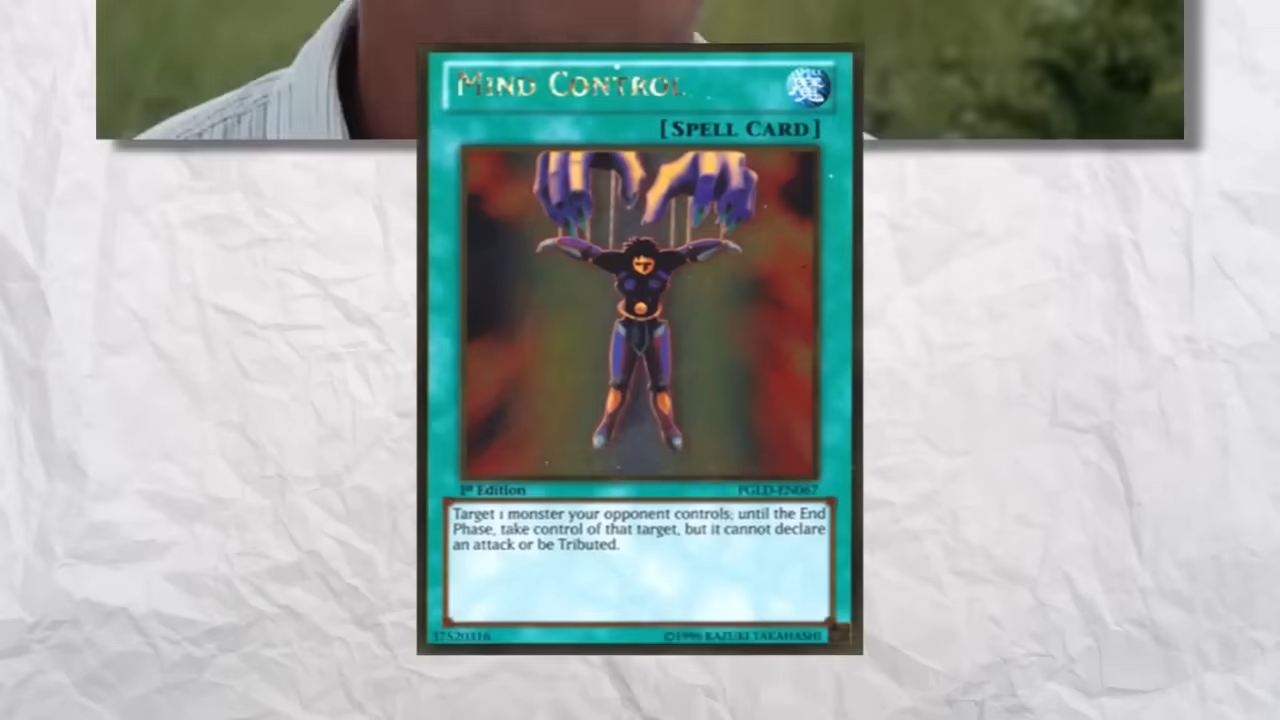 MIND CONTROL
[SPELL CARD]
1st Edition
PGLD-EN067
Target 1 monster your opponent controls; until the End
Phase, take control of that target, but it cannot declare
an attack or be Tributed.
37520316
©1996 KAZUKI TAKAHASHI